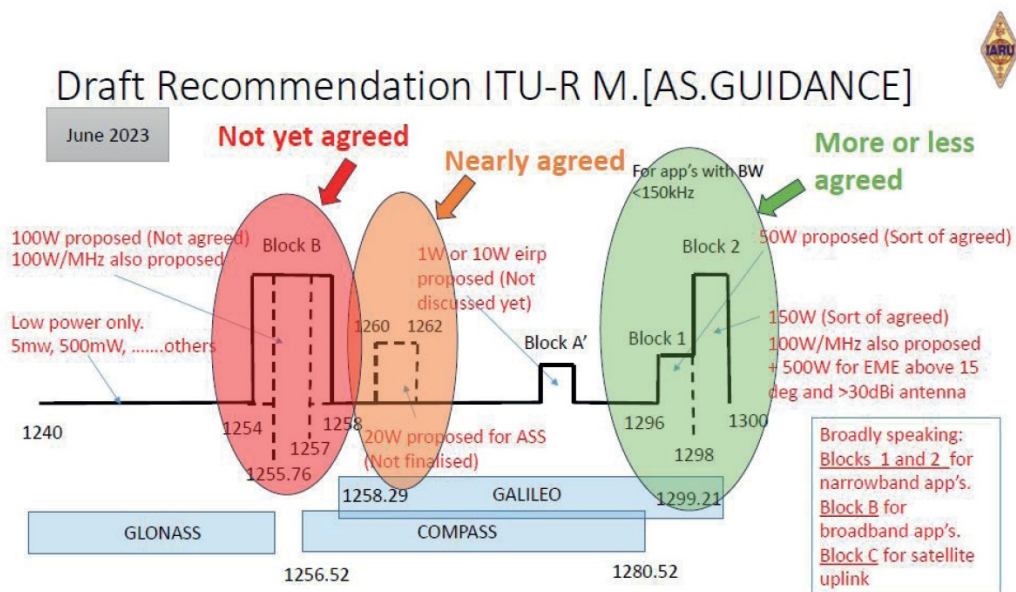 IARU
Draft Recommendation ITU-R M.[AS.GUIDANCE]
June 2023
Not yet agreed
Nearly agreed
More or less
agreed
For app's with BW
<150kHz
100W proposed (Not agreed)
100W/MHz also proposed
Block B
1W or 10W eirp
proposed (Not
discussed yet)
Block 2
50W proposed (Sort of agreed)
Low power only.
5mw, 500mW, .......others
1260
1262
Block A'
Block 1
150W (Sort of agreed)
100W/MHz also proposed
+ 500W for EME above 15
deg and >30dBi antenna
1240
1254
1255.76
1257
1258
20W proposed for ASS
(Not finalised)
1296
1298
1300
Broadly speaking:
Blocks 1 and 2 for
narrowband app's.
Block B for
broadband app's.
Block C for satellite
uplink
1258.29
GALILEO
1299.21
GLONASS
COMPASS
1256.52
1280.52